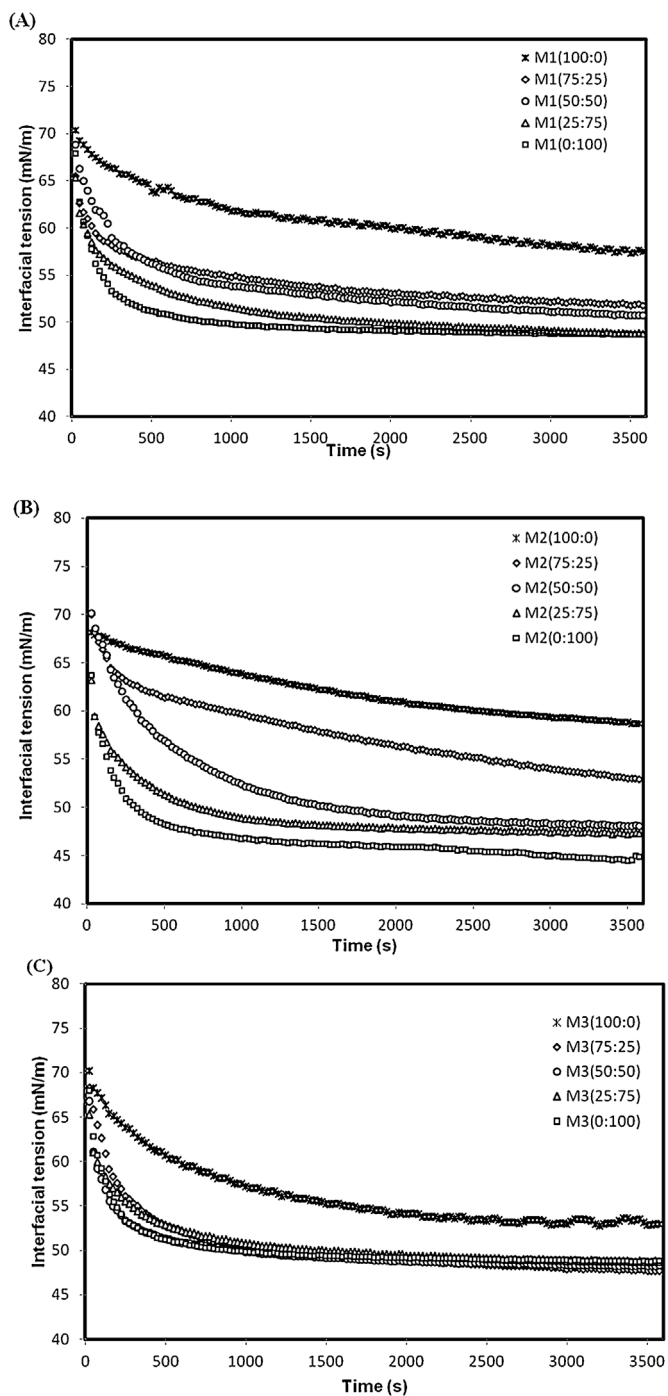 (A)
80
75
70
65
60
55
50
45
40
Interfacial tension (mN/m)
M1(100:0)
M1(75:25)
M1(50:50)
M1(25:75)
M1(0:100)
0 500 1000 1500 2000 2500 3000 3500
Time (s)
(B)
80
75
70
65
60
55
50
45
40
Interfacial tension (mN/m)
M2(100:0)
M2(75:25)
M2(50:50)
M2(25:75)
M2(0:100)
0 500 1000 1500 2000 2500 3000 3500
Time (s)
(C)
80
75
70
65
60
55
50
45
40
Interfacial tension (mN/m)
M3(100:0)
M3(75:25)
M3(50:50)
M3(25:75)
M3(0:100)
0 500 1000 1500 2000 2500 3000 3500
Time (s)